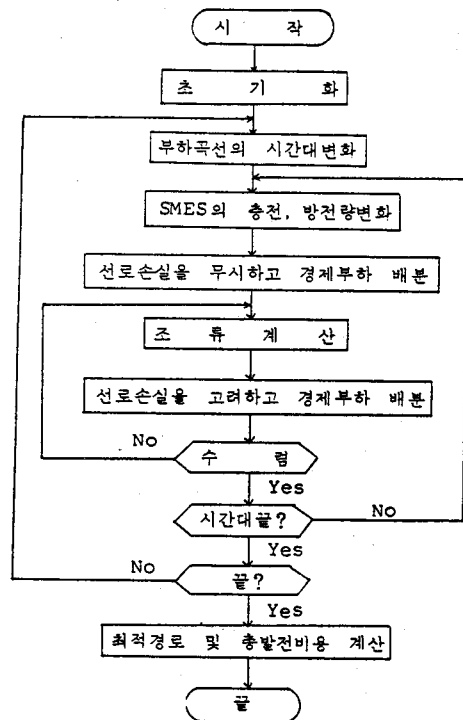 시 작
초 기 화
부하곡선의 시간대변화
SMES의 충전, 방전량변화
선로손실을 무시하고 경제부하 배분
조 류 계 산
선로손실을 고려하고 경제부하 배분
No
수 렴
Yes
시간대끝?
No
Yes
No
끝?
Yes
최적경로 및 총발전비용 계산
끝